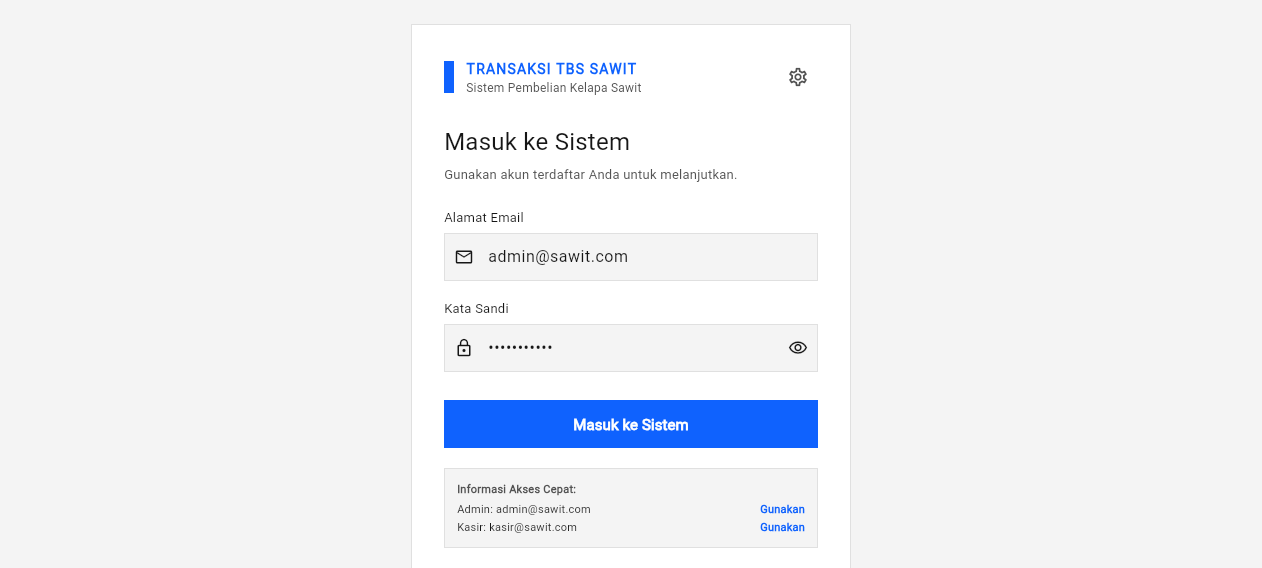 TRANSAKSI TBS SAWIT
Sistem Pembelian Kelapa Sawit
Masuk ke Sistem
Gunakan akun terdaftar Anda untuk melanjutkan.
Alamat Email
admin@sawit.com
Kata Sandi
•••••••••••
Masuk ke Sistem
Informasi Akses Cepat:
Admin: admin@sawit.com Gunakan
Kasir: kasir@sawit.com Gunakan